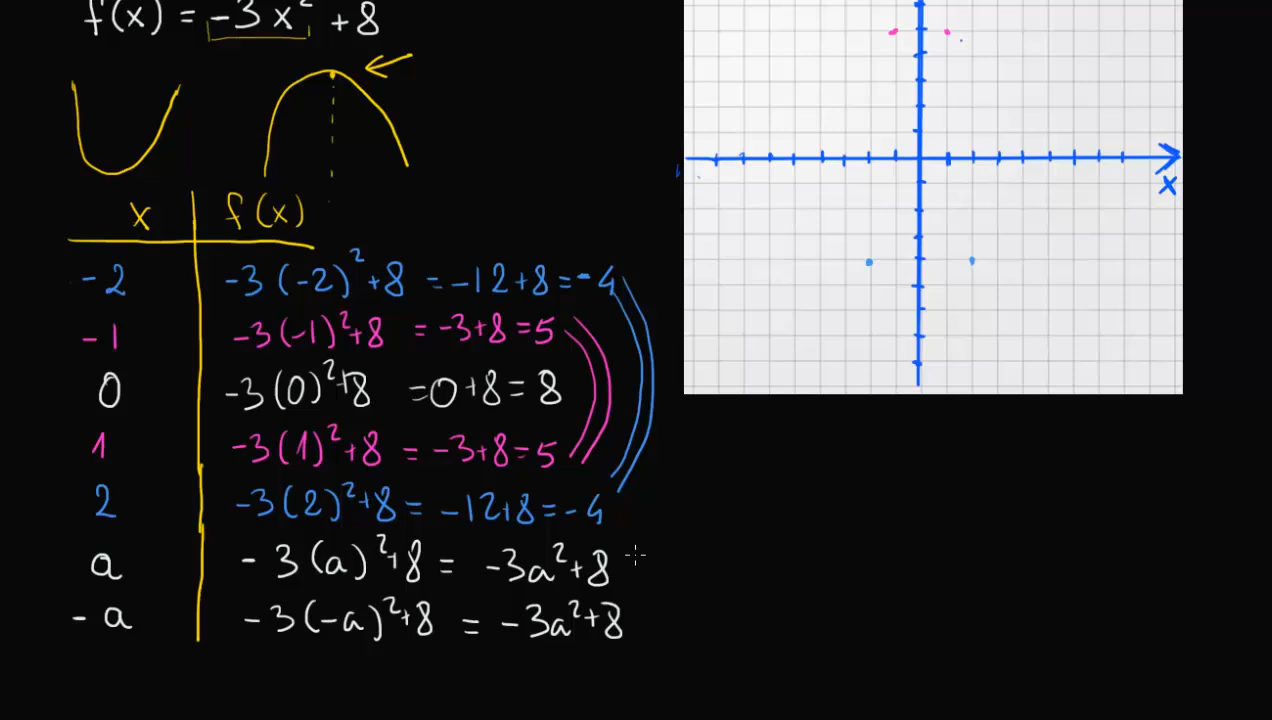 f(x) = -3x² + 8
x
x f(x)
-2 -3(-2)²+8 = -12+8 = -4
-1 -3(-1)²+8 = -3+8 = 5
0 -3(0)²+8 = 0+8 = 8
1 -3(1)²+8 = -3+8 = 5
2 -3(2)²+8 = -12+8 = -4
a -3(a)²+8 = -3a²+8
-a -3(-a)²+8 = -3a²+8